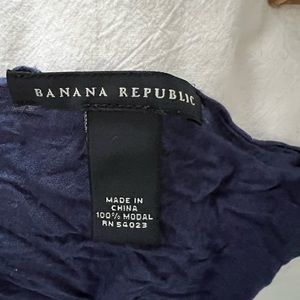 BANANA REPUBLIC
MADE IN
CHINA
100% MODAL
RN 54023